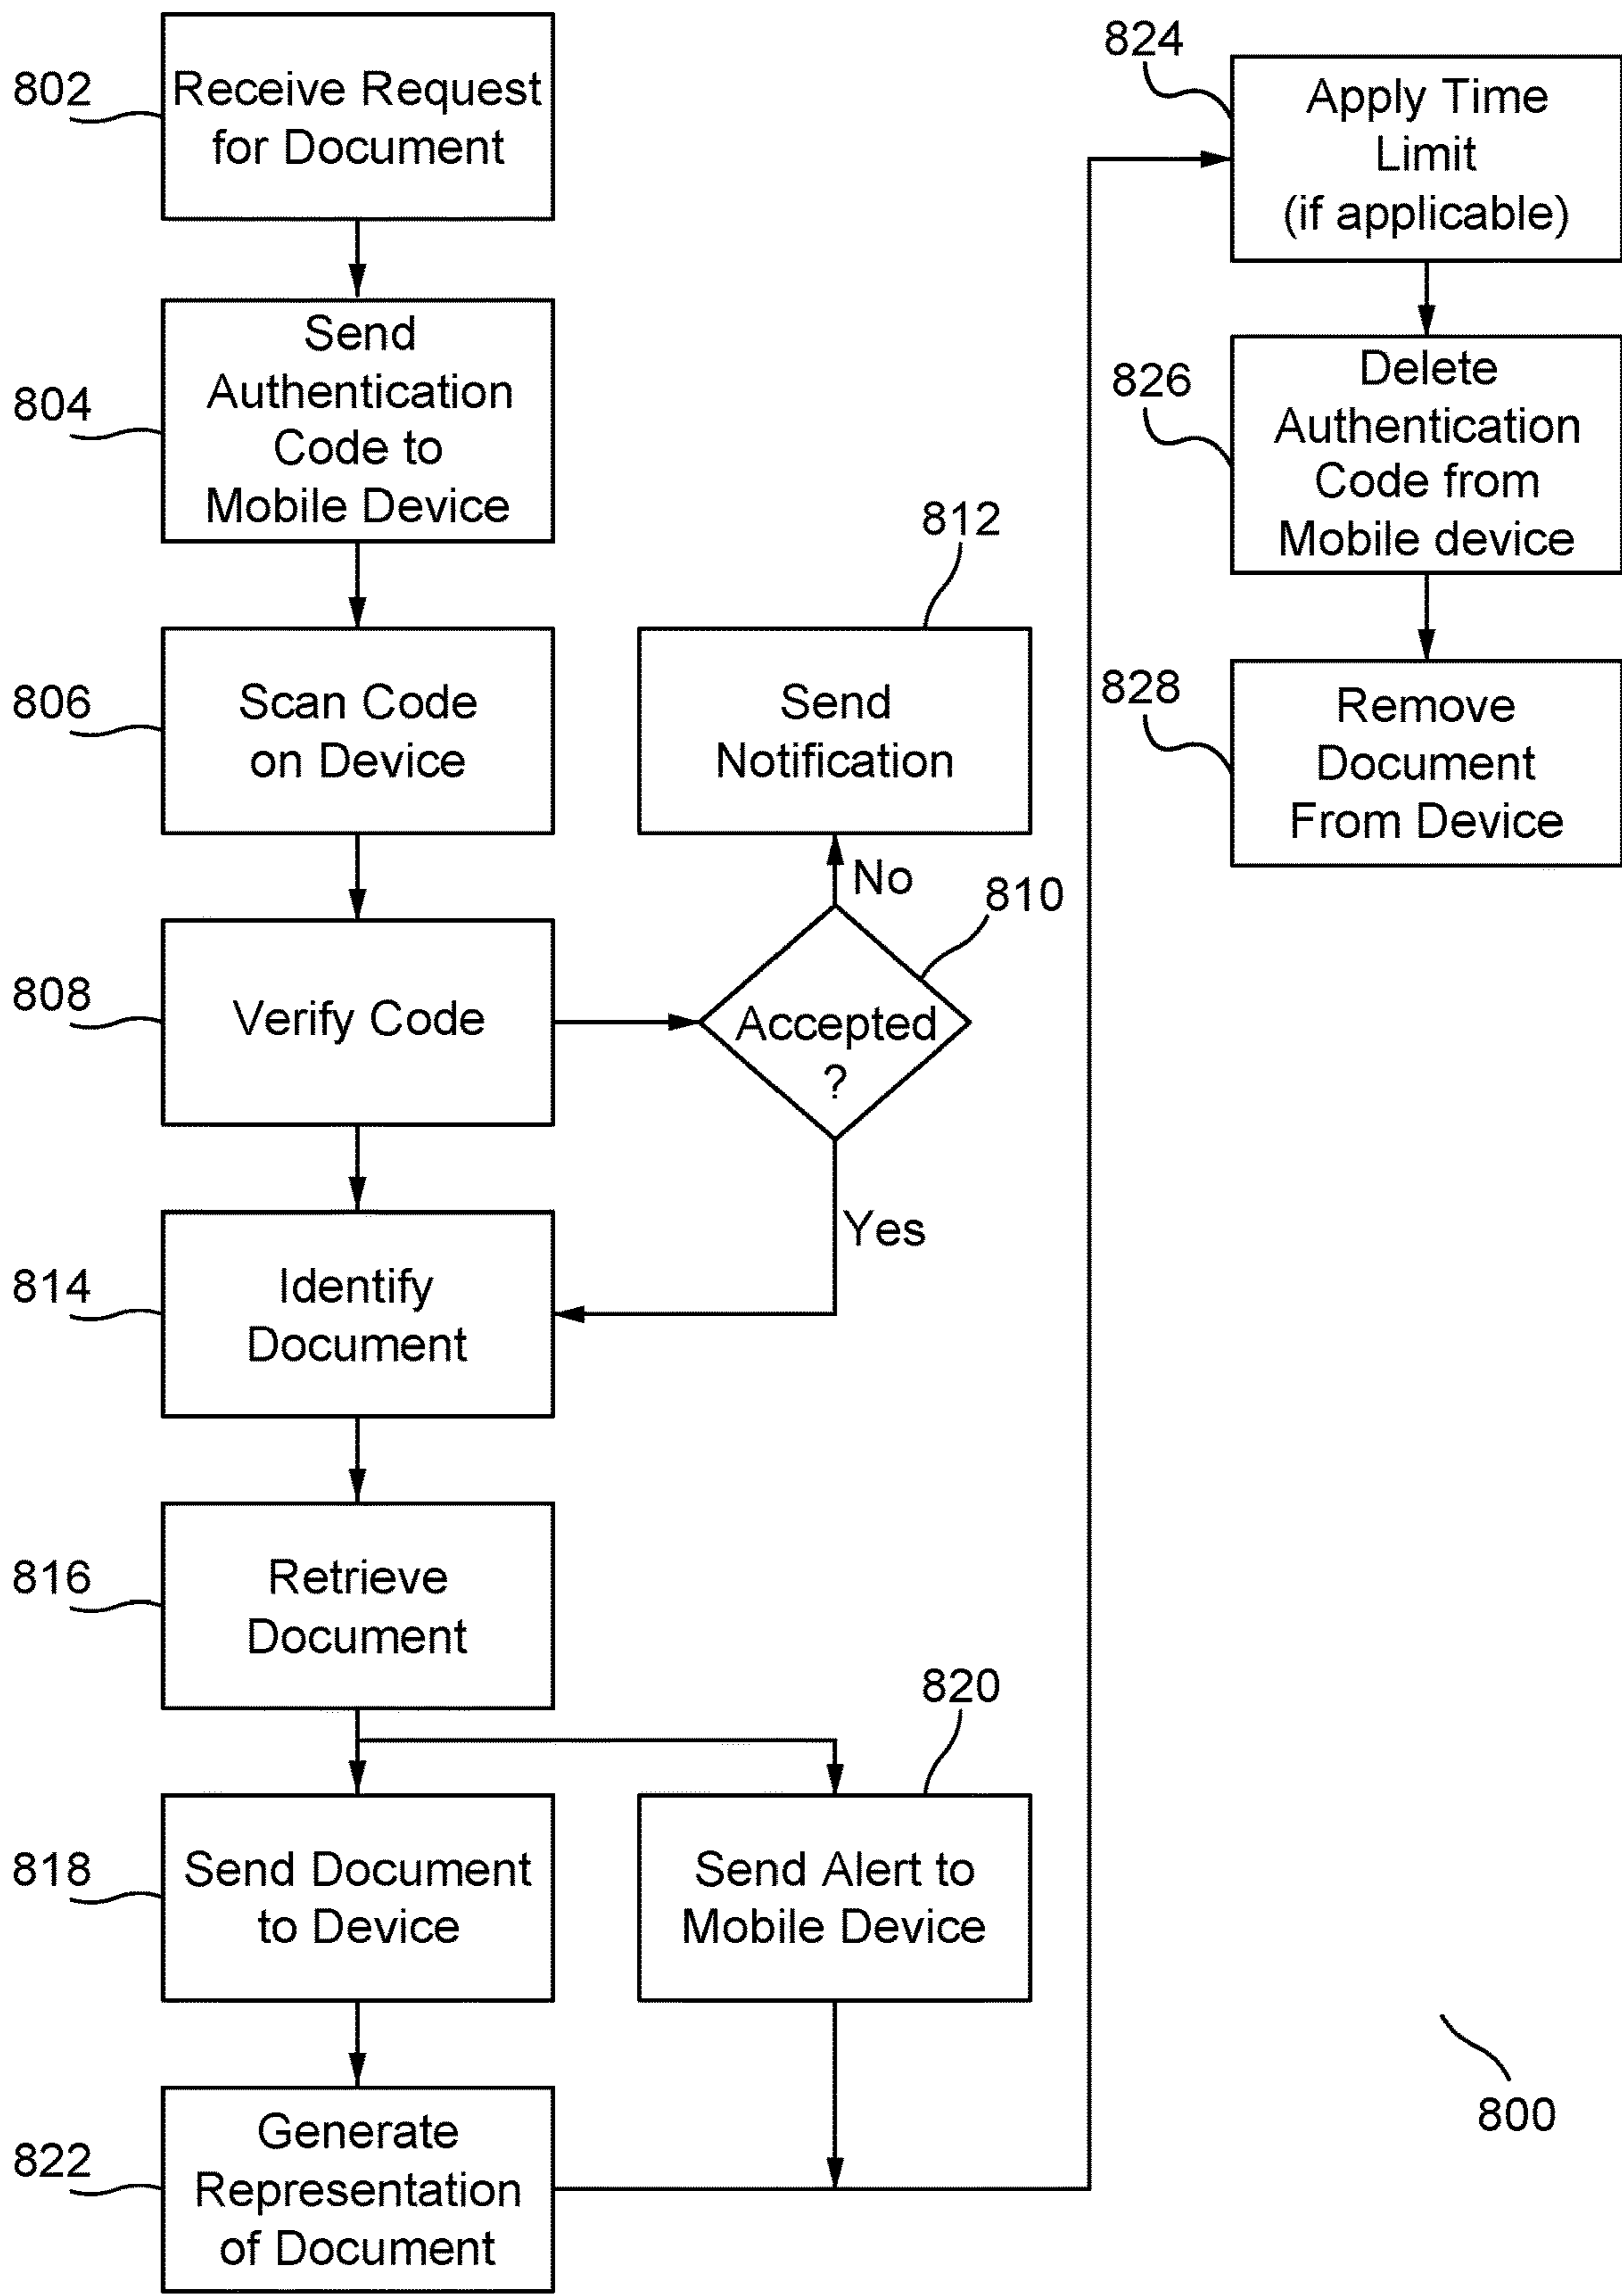 802
Receive Request
for Document
804
Send
Authentication
Code to
Mobile Device
806
Scan Code
on Device
808
Verify Code
810
Accepted
?
No
812
Send
Notification
Yes
814
Identify
Document
816
Retrieve
Document
818
Send Document
to Device
820
Send Alert to
Mobile Device
822
Generate
Representation
of Document
824
Apply Time
Limit
(if applicable)
826
Delete
Authentication
Code from
Mobile device
828
Remove
Document
From Device
800